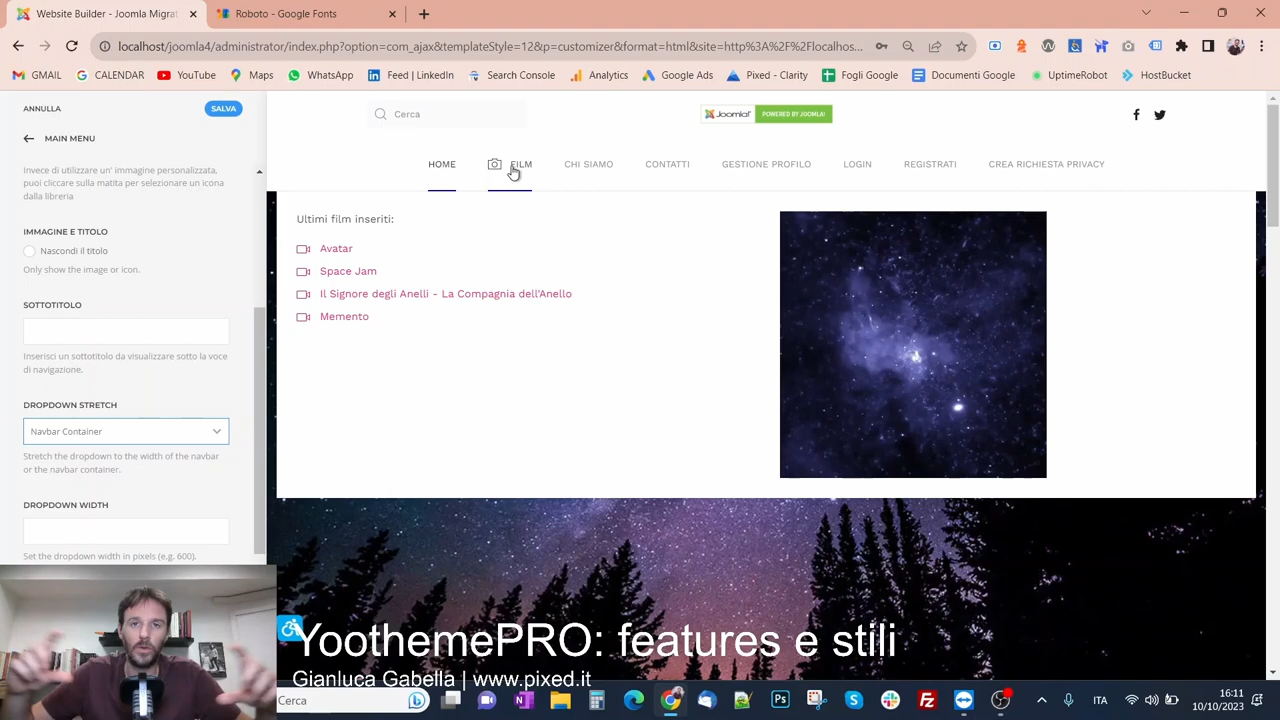 Website Builder -
Joomla Migrat
Kickstart Joomla!
localhost/joomla4/administrator/index.php?option=com_ajax&templateStyle=12&p=customizer&format=html&site=http%3A%2F%2Flocalhos...
GMAIL CALENDAR YouTube Maps WhatsApp Feed | LinkedIn Search Console Analytics Google Ads Pixed - Clarity Fogli Google Documenti Google UptimeRobot HostBucket
ANNULLA
SALVA
MAIN MENU
Invece di utilizzare un' immagine personalizzata,
puoi cliccare sulla matita per selezionare un icona
dalla libreria
IMMAGINE E TITOLO
Nascondi il titolo
Only show the image or icon.
SOTTOTITOLO
Inserisci un sottotitolo da visualizzare sotto la voce
di navigazione.
DROPDOWN STRETCH
Navbar Container
Stretch the dropdown to the width of the navbar
or the navbar container.
DROPDOWN WIDTH
Set the dropdown width in pixels (e.g. 600).
Cerca
Joomla! POWERED BY JOOMLA!
HOME FILM CHI SIAMO CONTATTI GESTIONE PROFILO LOGIN REGISTRATI CREA RICHIESTA PRIVACY
Ultimi film inseriti:
Avatar
Space Jam
Il Signore degli Anelli - La Compagnia dell'Anello
Memento
YoothemePRO: features e stili
Gianluca Gabella | www.pixed.it
Cerca
ITA
16:11
10/10/2023